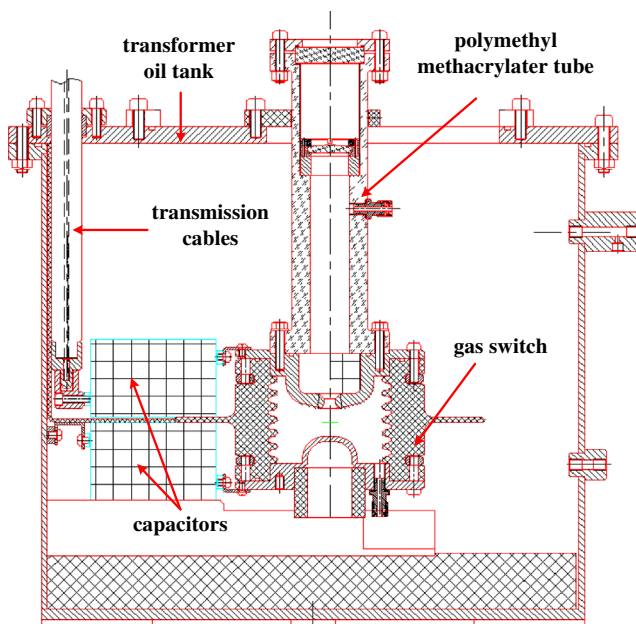 transformer
oil tank
polymethyl
methacrylater tube
transmission
cables
gas switch
capacitors